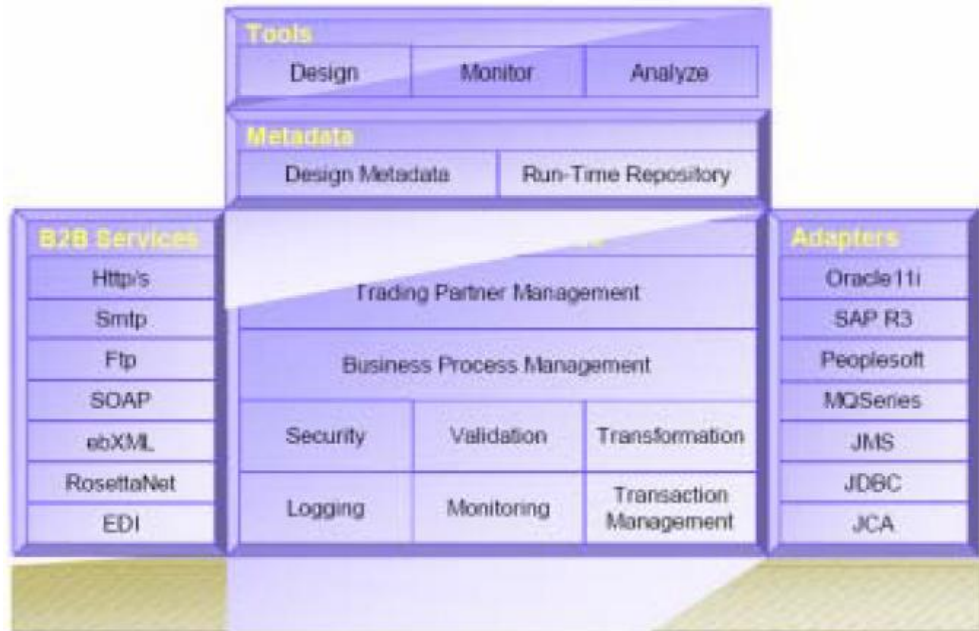 Tools
Design Monitor Analyze
Metadata
Design Metadata Run-Time Repository
B2B Services
Http/s
Smtp
Ftp
SOAP
ebXML
RosettaNet
EDI
Trading Partner Management
Business Process Management
Security Validation Transformation
Logging Monitoring Transaction
Management
Adapters
Oracle11i
SAP R3
Peoplesoft
MQSeries
JMS
JDBC
JCA